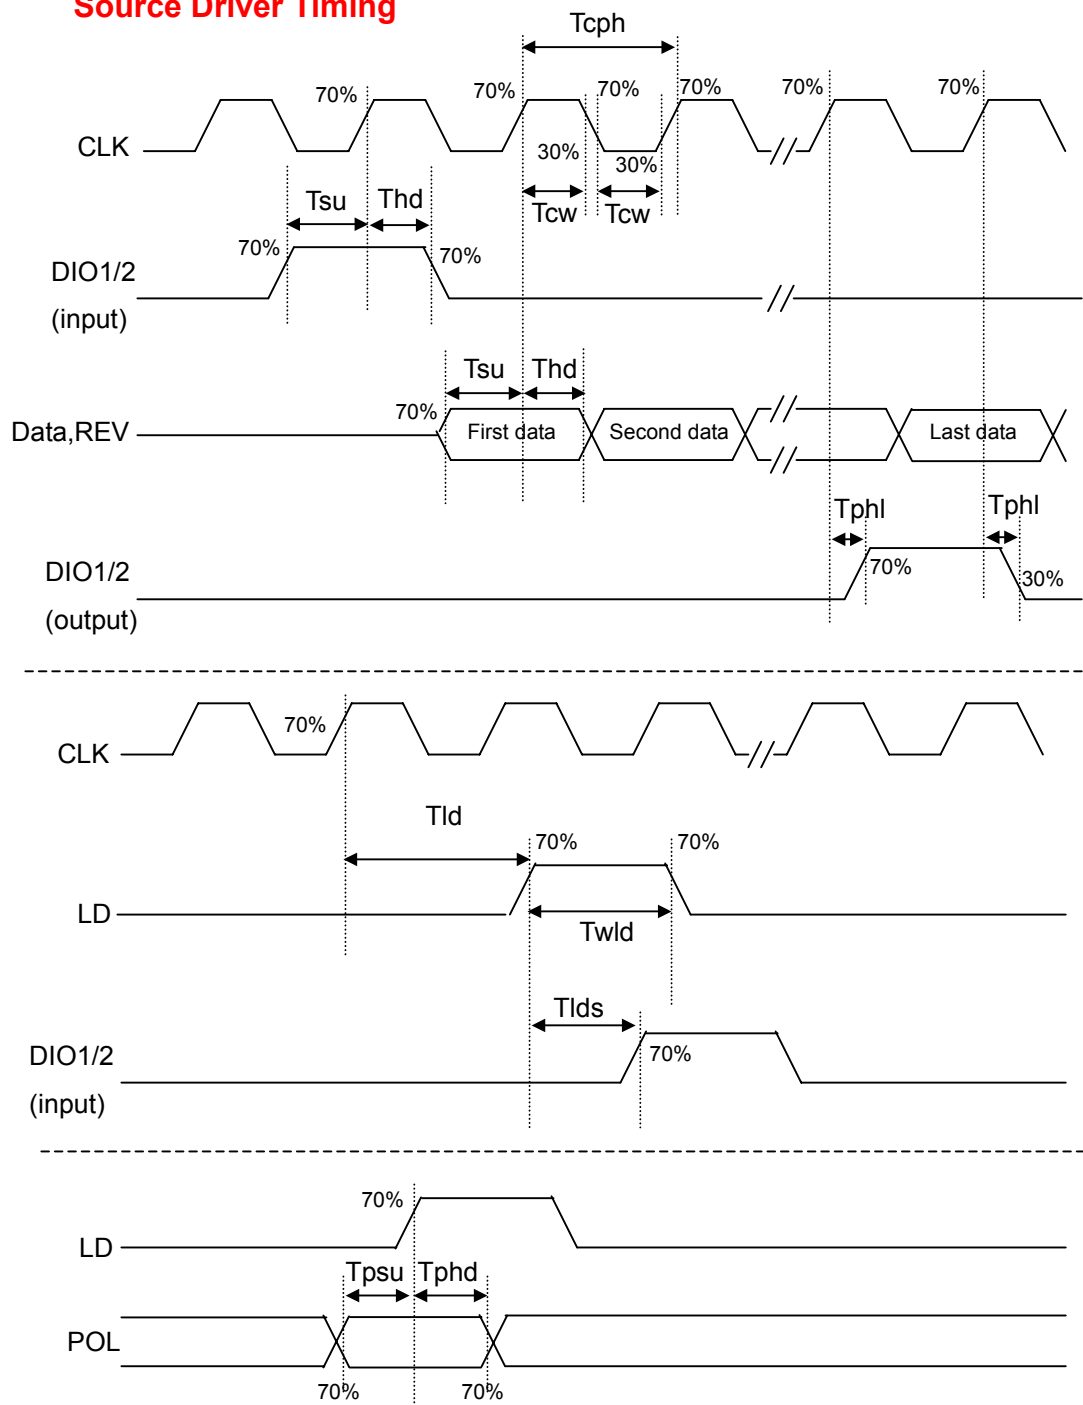 Source Driver Timing
Tcph
70% 70% 70% 70% 70% 70%
CLK
30% 30%
Tsu Thd Tcw Tcw
70% 70%
DIO1/2
(input)
Tsu Thd
70%
Data,REV First data Second data Last data
Tphl Tphl
DIO1/2 70% 30%
(output)
70%
CLK
Tld
70% 70%
LD
Twld
Tlds
DIO1/2 70%
(input)
70%
LD
Tpsu Tphd
POL
70% 70%